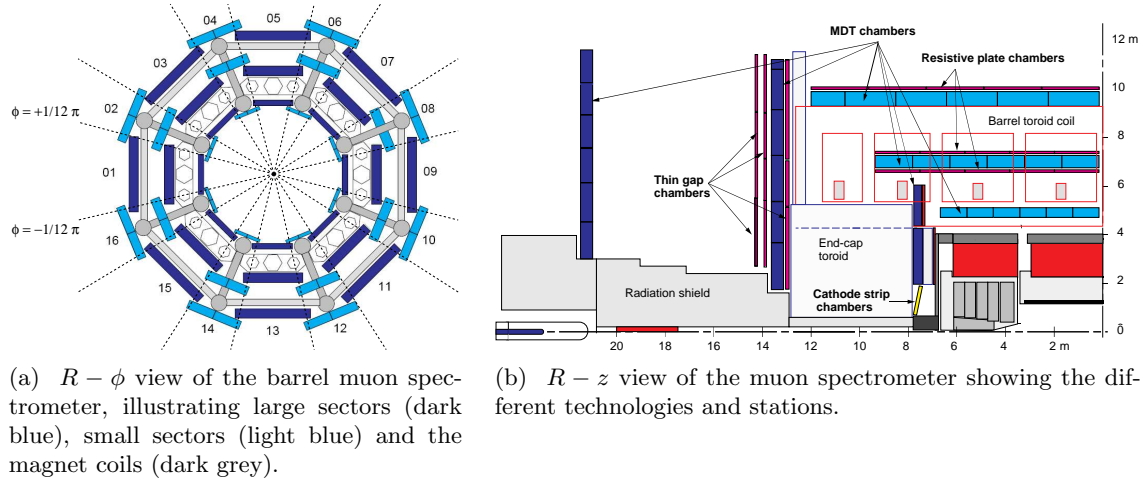 05
04
06
03
07
02
08
ϕ = +1/12 π
01
09
ϕ = −1/12 π
16
10
15
11
14
12
13
MDT chambers
12 m
Resistive plate chambers
10
Barrel toroid coil
8
Thin gap
chambers
6
4
End-cap
toroid
Radiation shield
Cathode strip
chambers
2
0
20 18 16 14 12 10 8 6 4 2 m
(a) R − ϕ view of the barrel muon spec-
trometer, illustrating large sectors (dark
blue), small sectors (light blue) and the
magnet coils (dark grey).
(b) R − z view of the muon spectrometer showing the dif-
ferent technologies and stations.